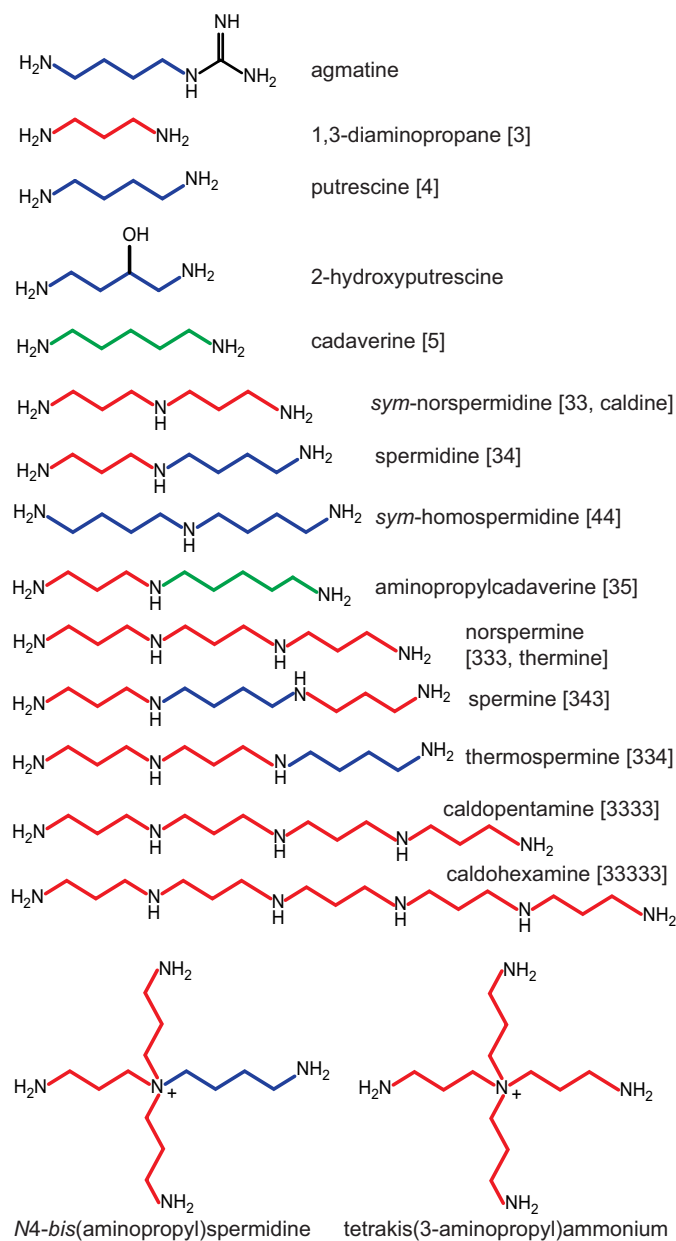 NH
H2N
N
H
NH2
agmatine
H2N
NH2
1,3-diaminopropane [3]
H2N
NH2
putrescine [4]
OH
H2N
NH2
2-hydroxyputrescine
H2N
NH2
cadaverine [5]
H2N
N
H
NH2
sym-norspermidine [33, caldine]
H2N
N
H
NH2
spermidine [34]
H2N
N
H
NH2
sym-homospermidine [44]
H2N
N
H
NH2
aminopropylcadaverine [35]
H2N
N
H
N
H
NH2
norspermine
[333, thermine]
H2N
N
H
H
N
NH2
spermine [343]
H2N
N
H
N
H
NH2
thermospermine [334]
caldopentamine [3333]
H2N
N
H
N
H
N
H
NH2
caldohexamine [33333]
H2N
N
H
N
H
N
H
N
H
NH2
NH2
H2N
N
+
NH2
NH2
N4-bis(aminopropyl)spermidine
NH2
H2N
N
+
NH2
NH2
tetrakis(3-aminopropyl)ammonium